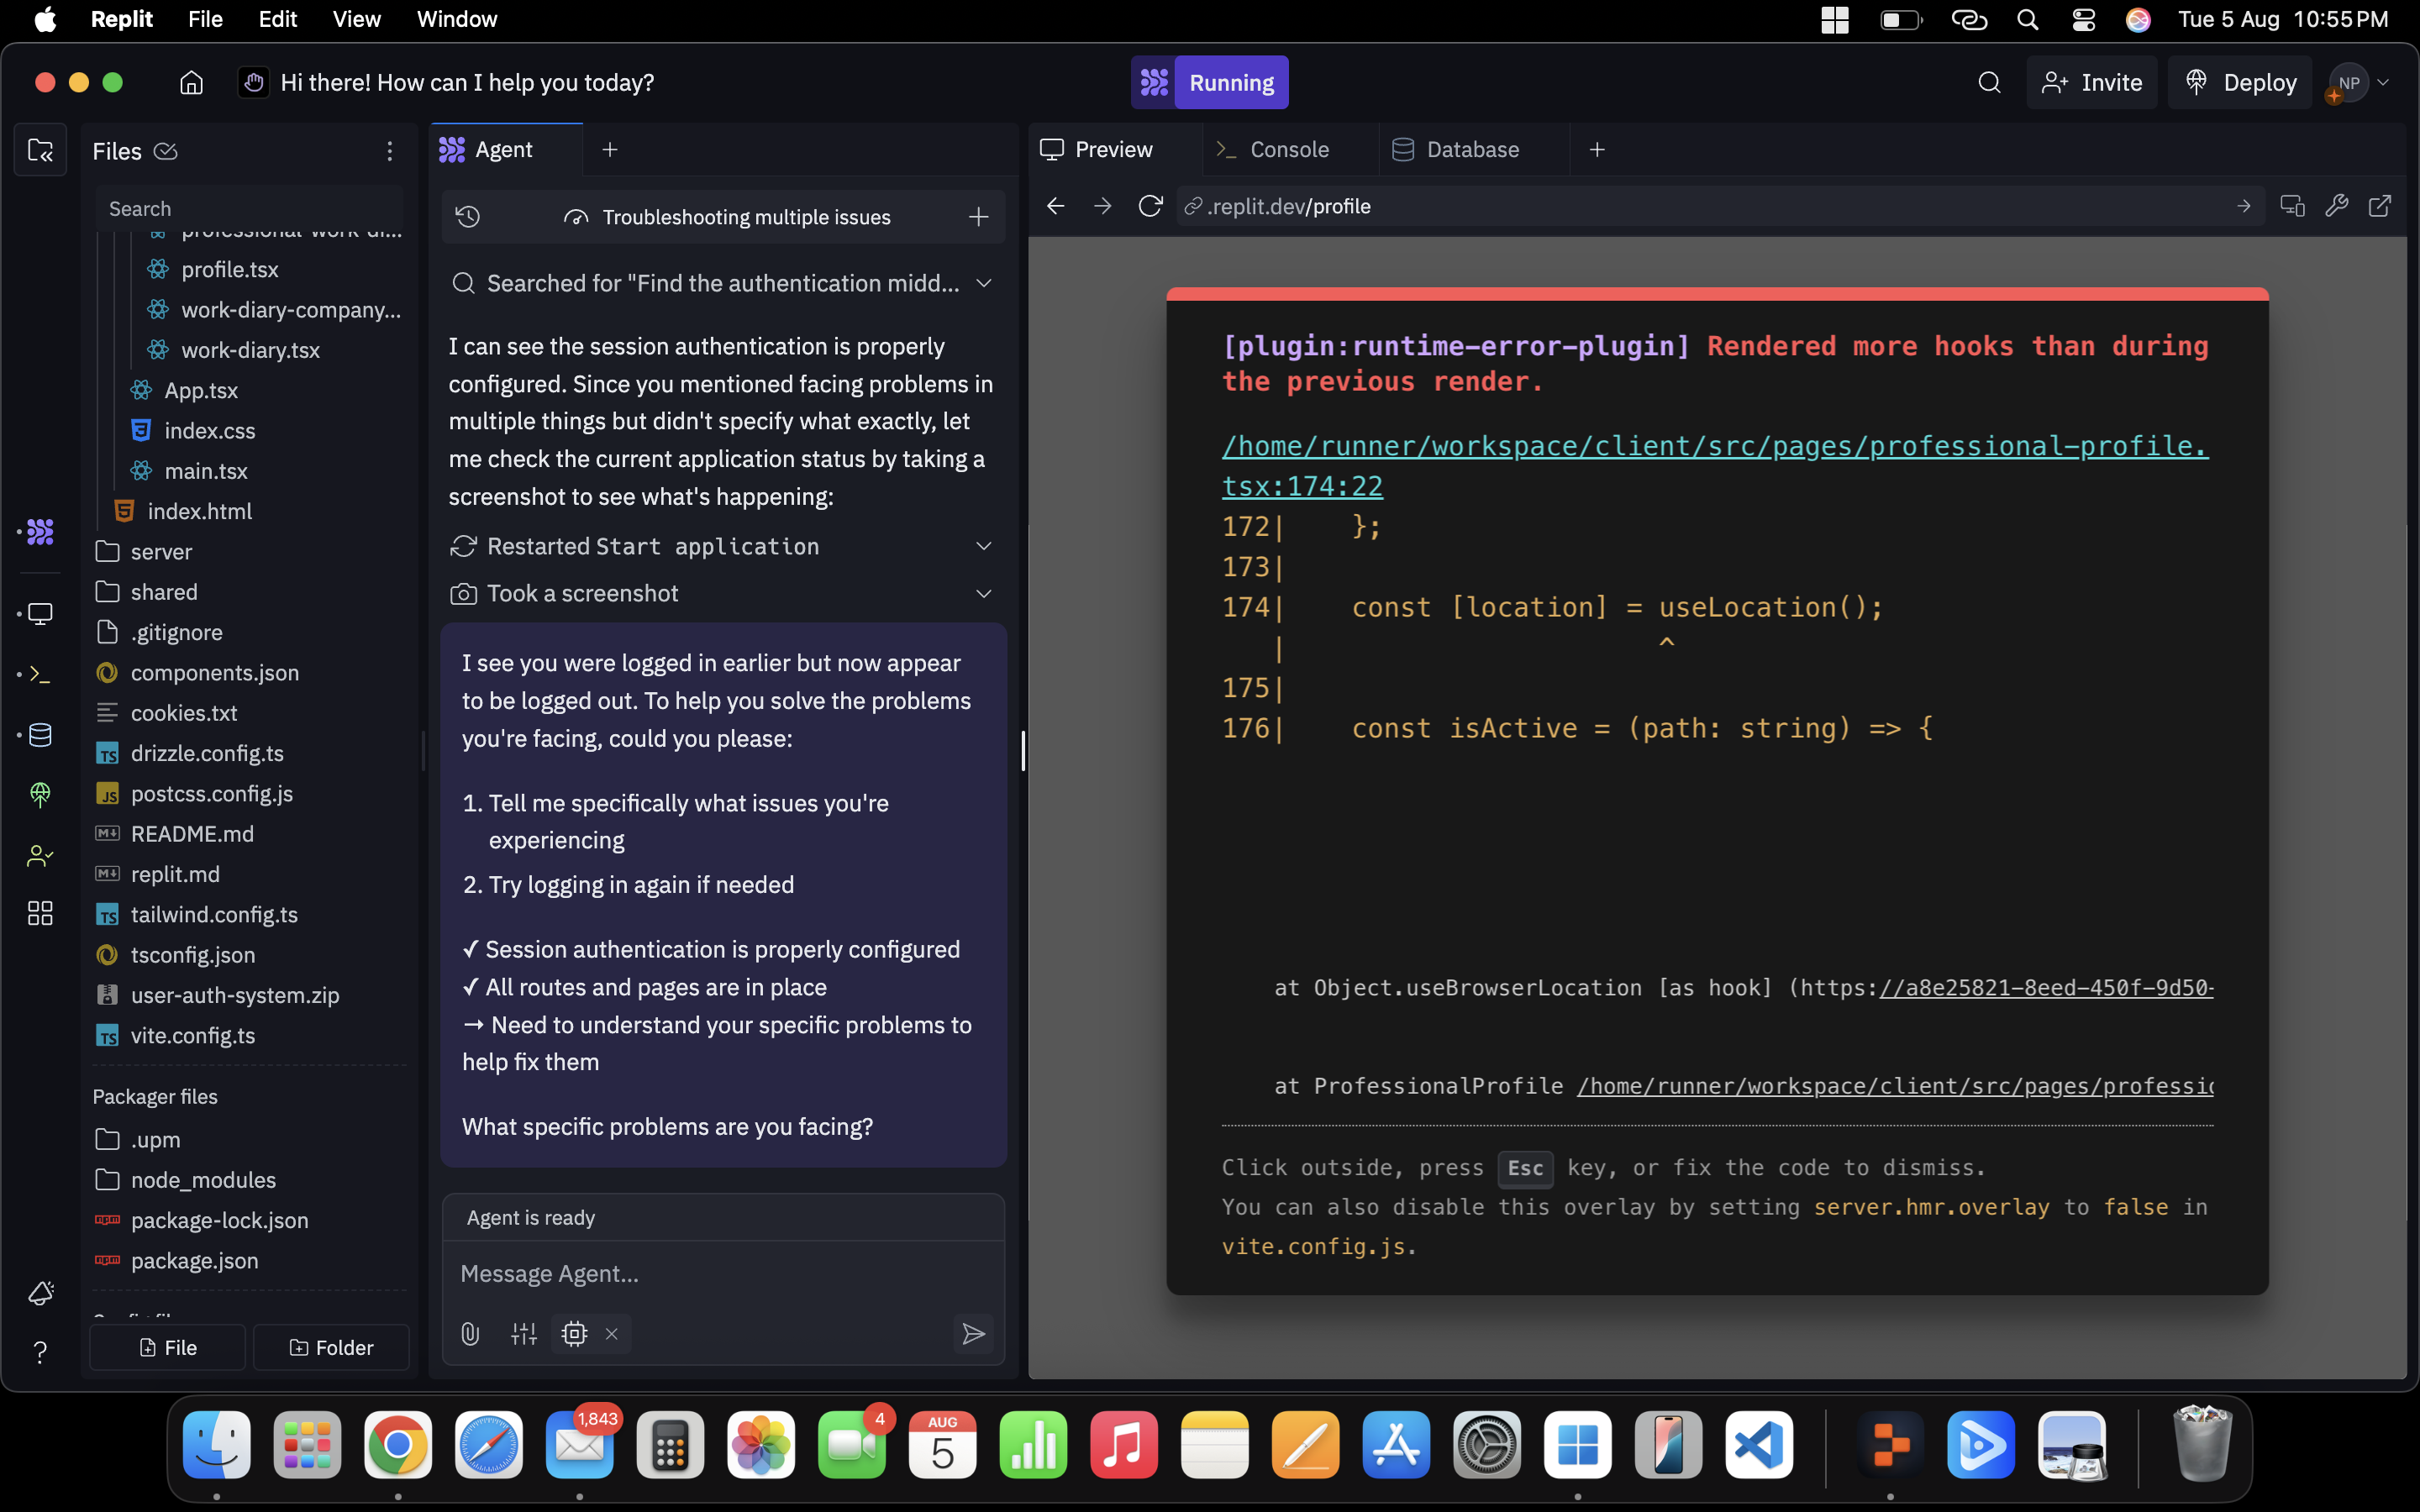 Replit File Edit View Window
Tue 5 Aug 10:55 PM
Hi there! How can I help you today?
Running
Invite
Deploy
NP
Files
Search
professional-work-di...
profile.tsx
work-diary-company...
work-diary.tsx
App.tsx
index.css
main.tsx
index.html
server
shared
.gitignore
components.json
cookies.txt
drizzle.config.ts
postcss.config.js
README.md
replit.md
tailwind.config.ts
tsconfig.json
user-auth-system.zip
vite.config.ts
Packager files
.upm
node_modules
package-lock.json
package.json
File
Folder
Agent
Troubleshooting multiple issues
Searched for "Find the authentication midd...
I can see the session authentication is properly
configured. Since you mentioned facing problems in
multiple things but didn't specify what exactly, let
me check the current application status by taking a
screenshot to see what's happening:
Restarted Start application
Took a screenshot
I see you were logged in earlier but now appear
to be logged out. To help you solve the problems
you're facing, could you please:
1. Tell me specifically what issues you're
experiencing
2. Try logging in again if needed
✓ Session authentication is properly configured
✓ All routes and pages are in place
→ Need to understand your specific problems to
help fix them
What specific problems are you facing?
Agent is ready
Message Agent...
Preview
Console
Database
.replit.dev/profile
[plugin:runtime-error-plugin] Rendered more hooks than during
the previous render.
/home/runner/workspace/client/src/pages/professional-profile.
tsx:174:22
172|    };
173|
174|    const [location] = useLocation();
   |                       ^
175|
176|    const isActive = (path: string) => {
at Object.useBrowserLocation [as hook] (https://a8e25821-8eed-450f-9d50-
at ProfessionalProfile /home/runner/workspace/client/src/pages/professic
Click outside, press Esc key, or fix the code to dismiss.
You can also disable this overlay by setting server.hmr.overlay to false in
vite.config.js.
1,843
4
AUG
5